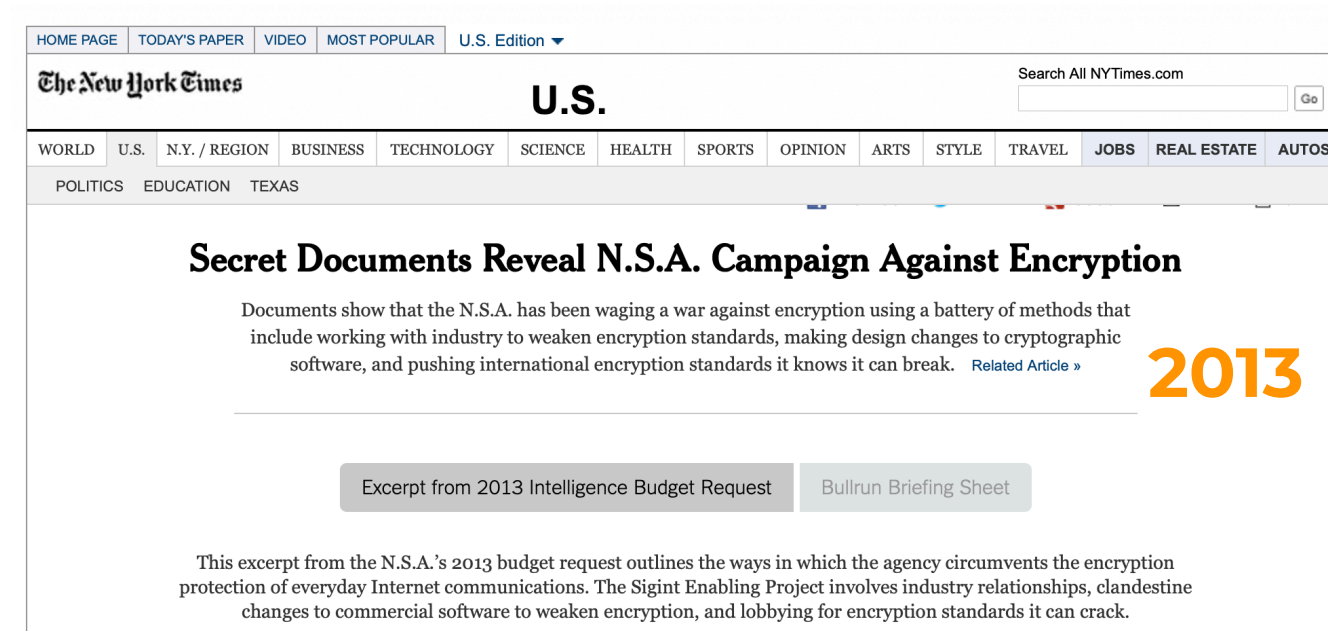 HOME PAGE TODAY'S PAPER VIDEO MOST POPULAR U.S. Edition
The New York Times
U.S.
Search All NYTimes.com
Go
WORLD U.S. N.Y. / REGION BUSINESS TECHNOLOGY SCIENCE HEALTH SPORTS OPINION ARTS STYLE TRAVEL JOBS REAL ESTATE AUTOS
POLITICS EDUCATION TEXAS
Secret Documents Reveal N.S.A. Campaign Against Encryption
Documents show that the N.S.A. has been waging a war against encryption using a battery of methods that
include working with industry to weaken encryption standards, making design changes to cryptographic
software, and pushing international encryption standards it knows it can break. Related Article »
2013
Excerpt from 2013 Intelligence Budget Request Bullrun Briefing Sheet
This excerpt from the N.S.A.’s 2013 budget request outlines the ways in which the agency circumvents the encryption
protection of everyday Internet communications. The Sigint Enabling Project involves industry relationships, clandestine
changes to commercial software to weaken encryption, and lobbying for encryption standards it can crack.